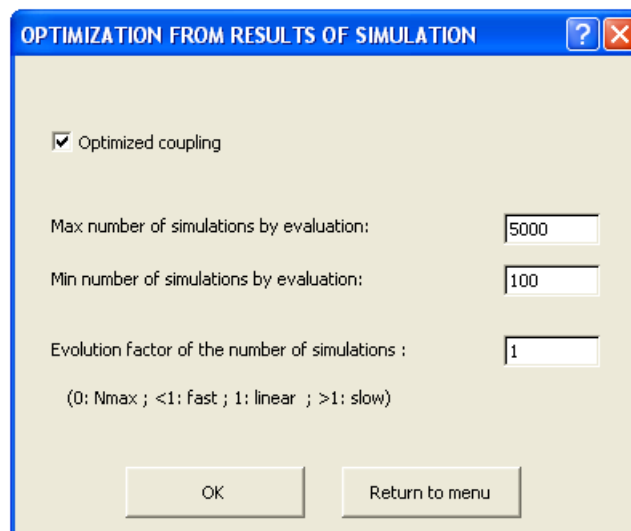 OPTIMIZATION FROM RESULTS OF SIMULATION
Optimized coupling
Max number of simulations by evaluation: 5000
Min number of simulations by evaluation: 100
Evolution factor of the number of simulations : 1
(0: Nmax ; <1: fast ; 1: linear ; >1: slow)
OK Return to menu